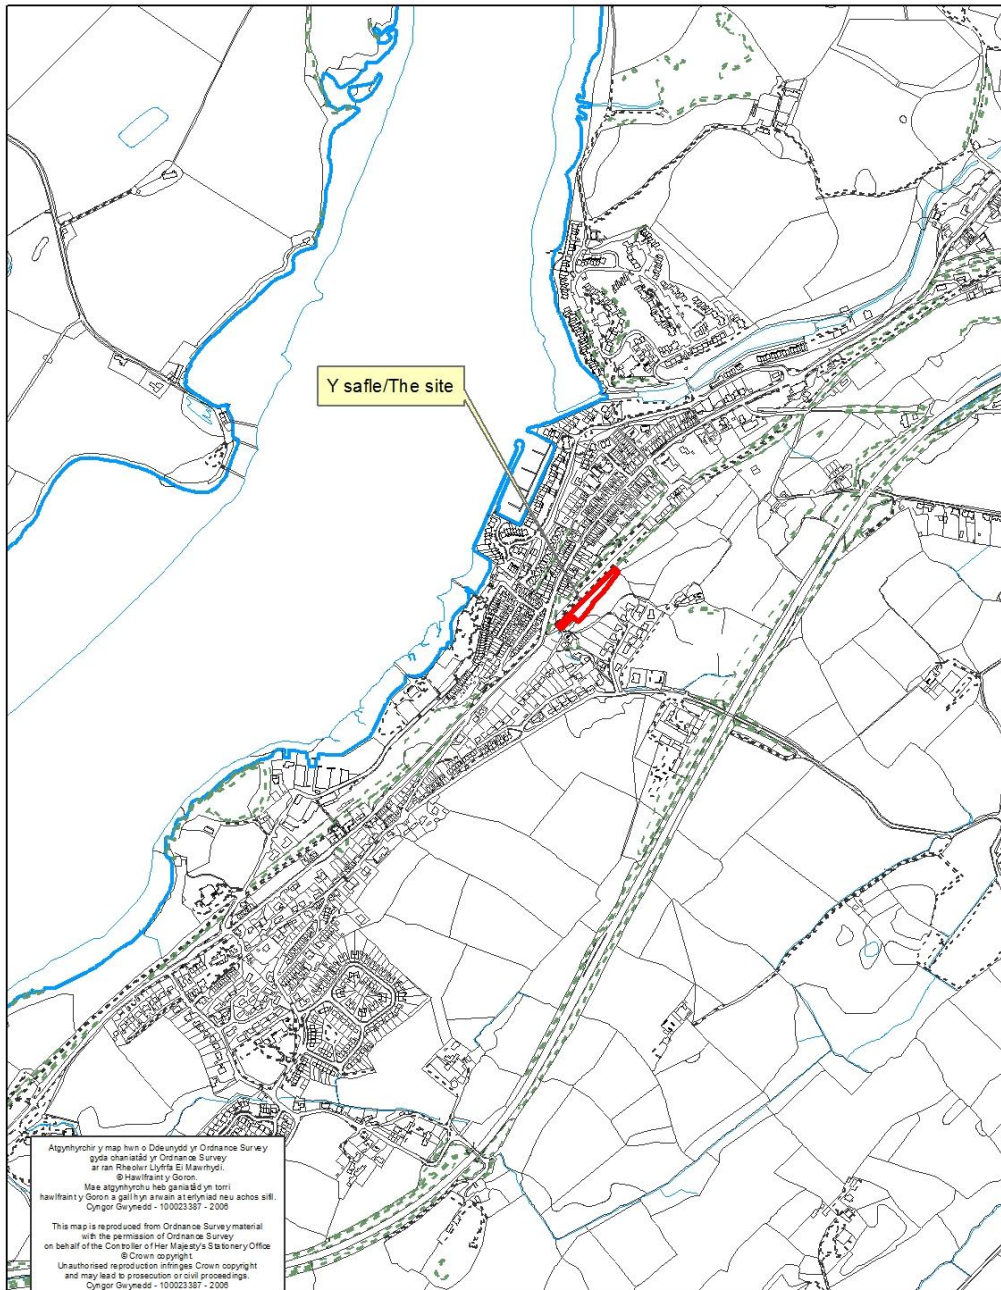 Y safle/The site
Atgynhyrchir y map hwn o Ddeunydd yr Ordnance Survey
gyda chaniatâd yr Ordnance Survey
ar ran Rheolwr Llyfrfa Ei Mawrhydi.
© Hawlfraint y Goron.
Mae atgynhyrchu heb ganiatâd yn torri
hawlfraint y Goron a gall hyn arwain at erlyniad neu achos sifil.
Cyngor Gwynedd - 100023387 - 2006
This map is reproduced from Ordnance Survey material
with the permission of Ordnance Survey
on behalf of the Controller of Her Majesty's Stationery Office
© Crown copyright.
Unauthorised reproduction infringes Crown copyright
and may lead to prosecution or civil proceedings.
Cyngor Gwynedd - 100023387 - 2006